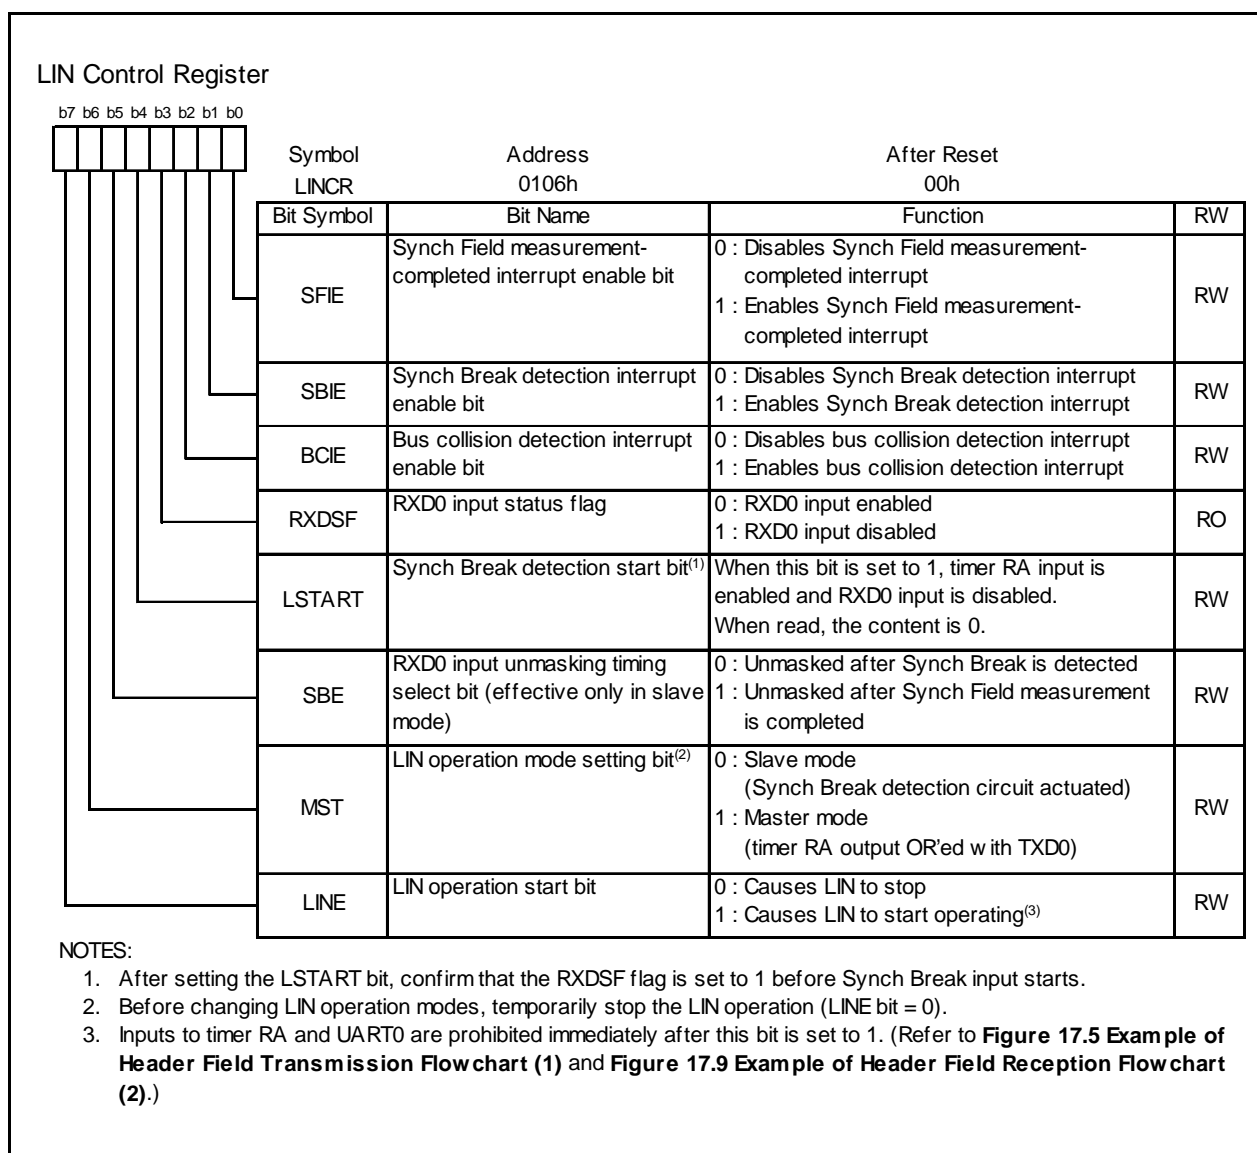 LIN Control Register
b7 b6 b5 b4 b3 b2 b1 b0
Symbol Address After Reset
LINCR 0106h 00h
Bit Symbol Bit Name Function RW
SFIE Synch Field measurement-completed interrupt enable bit 0 : Disables Synch Field measurement-completed interrupt
1 : Enables Synch Field measurement-completed interrupt RW
SBIE Synch Break detection interrupt enable bit 0 : Disables Synch Break detection interrupt
1 : Enables Synch Break detection interrupt RW
BCIE Bus collision detection interrupt enable bit 0 : Disables bus collision detection interrupt
1 : Enables bus collision detection interrupt RW
RXDSF RXD0 input status flag 0 : RXD0 input enabled
1 : RXD0 input disabled RO
LSTART Synch Break detection start bit(1) When this bit is set to 1, timer RA input is
enabled and RXD0 input is disabled.
When read, the content is 0. RW
SBE RXD0 input unmasking timing select bit (effective only in slave mode) 0 : Unmasked after Synch Break is detected
1 : Unmasked after Synch Field measurement
is completed RW
MST LIN operation mode setting bit(2) 0 : Slave mode
(Synch Break detection circuit actuated)
1 : Master mode
(timer RA output OR’ed with TXD0) RW
LINE LIN operation start bit 0 : Causes LIN to stop
1 : Causes LIN to start operating(3) RW
NOTES:
1. After setting the LSTART bit, confirm that the RXDSF flag is set to 1 before Synch Break input starts.
2. Before changing LIN operation modes, temporarily stop the LIN operation (LINE bit = 0).
3. Inputs to timer RA and UART0 are prohibited immediately after this bit is set to 1. (Refer to Figure 17.5 Example of
Header Field Transmission Flowchart (1) and Figure 17.9 Example of Header Field Reception Flowchart
(2).)